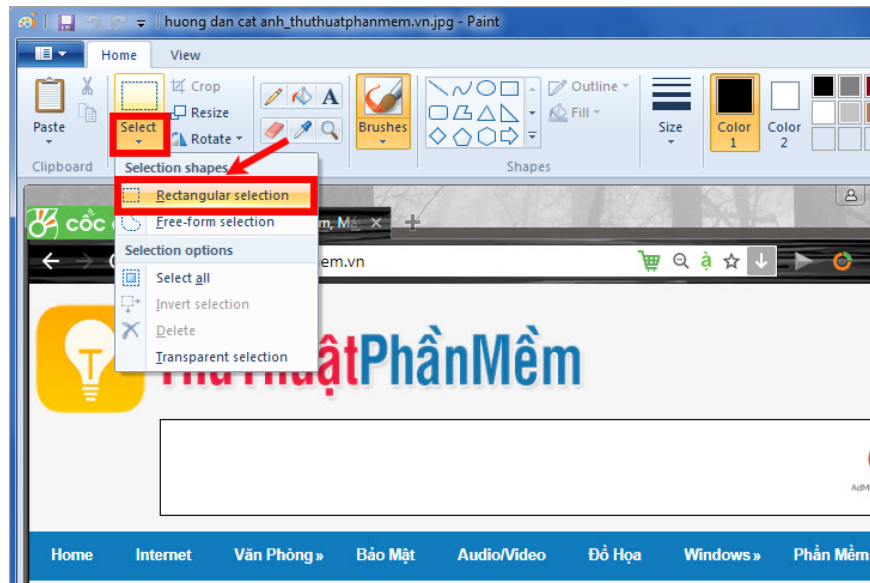 huong dan cat anh_thuthuatphanmem.vn.jpg - Paint
Home View
Paste
Select
Crop
Resize
Rotate
A
Brushes
Outline
Fill
Size
Color 1
Color 2
Clipboard
Shapes
Selection shapes
Rectangular selection
Free-form selection
Selection options
Select all
Invert selection
Delete
Transparent selection
cốc
em.vn
à
T
ThuThuậtPhầnMềm
Home Internet Văn Phòng » Bảo Mật Audio/Video Đồ Họa Windows » Phần Mềm